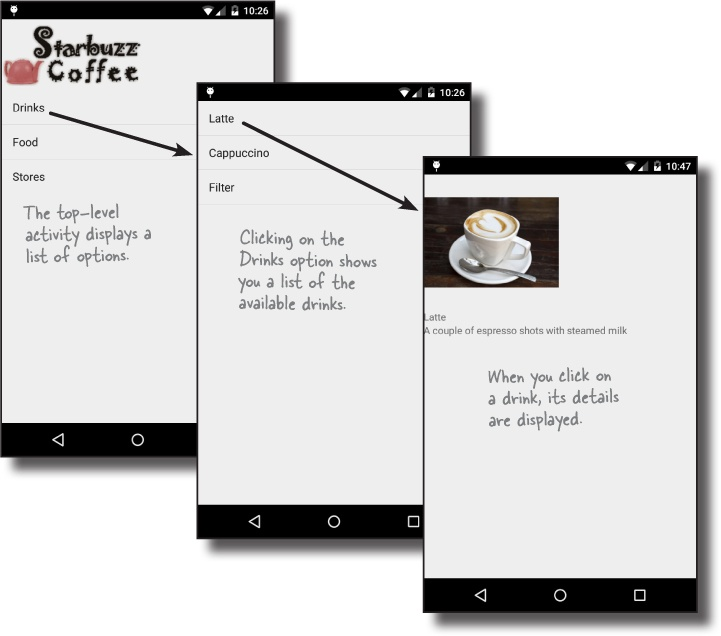 10:26
Starbuzz
Coffee
Drinks
Food
Stores
The top-level
activity displays a
list of options.
10:26
Latte
Cappuccino
Filter
Clicking on the
Drinks option shows
you a list of the
available drinks.
10:47
Latte
A couple of espresso shots with steamed milk
When you click on
a drink, its details
are displayed.